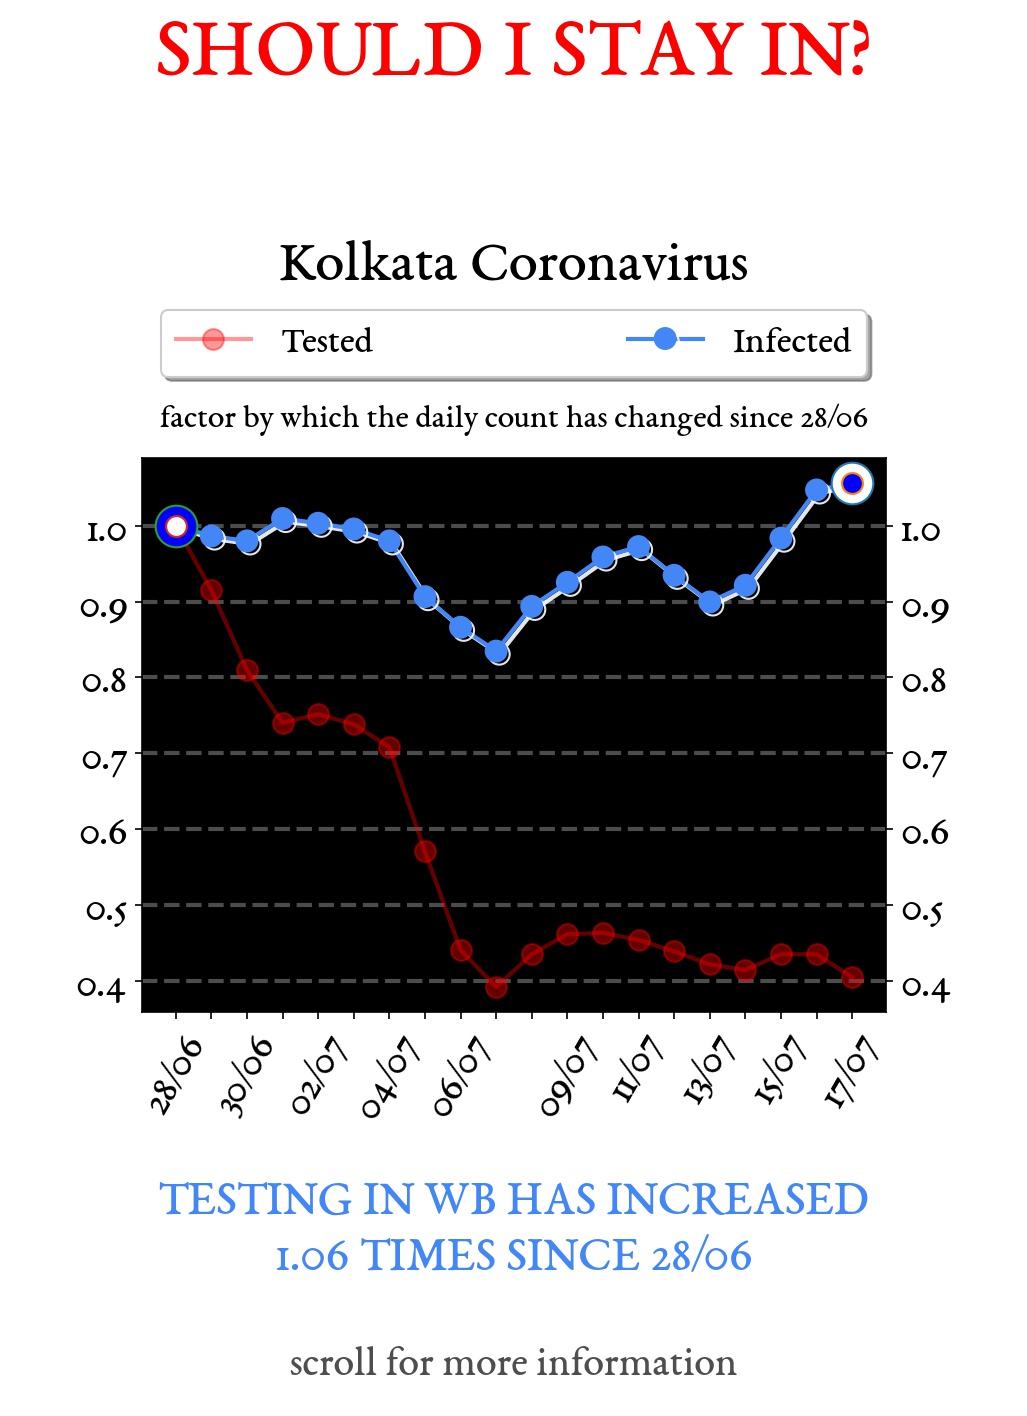 SHOULD I STAY IN?
Kolkata Coronavirus
Tested Infected
factor by which the daily count has changed since 28/06
1.0 1.0
0.9 0.9
0.8 0.8
0.7 0.7
0.6 0.6
0.5 0.5
0.4 0.4
28/06 30/06 02/07 04/07 06/07 09/07 11/07 13/07 15/07 17/07
TESTING IN WB HAS INCREASED
1.06 TIMES SINCE 28/06
scroll for more information